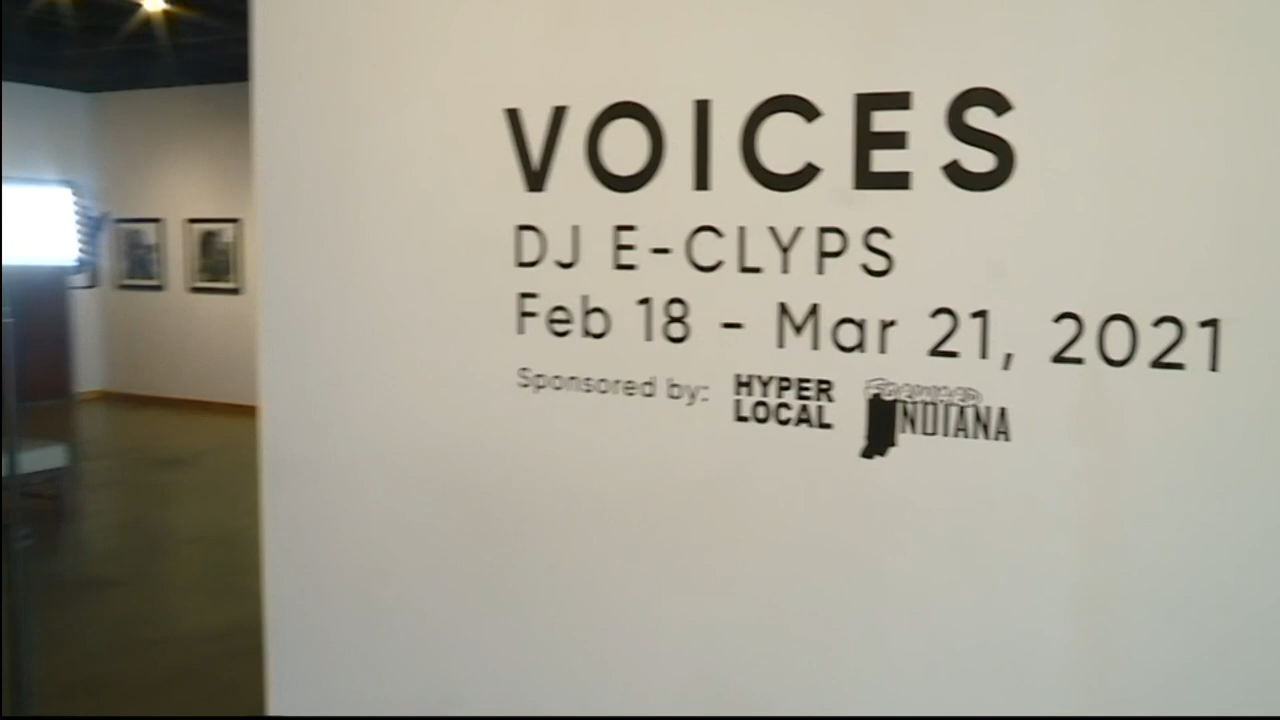 VOICES
DJ E-CLYPS
Feb 18 - Mar 21, 2021
Sponsored by: HYPER LOCAL
INDIANA